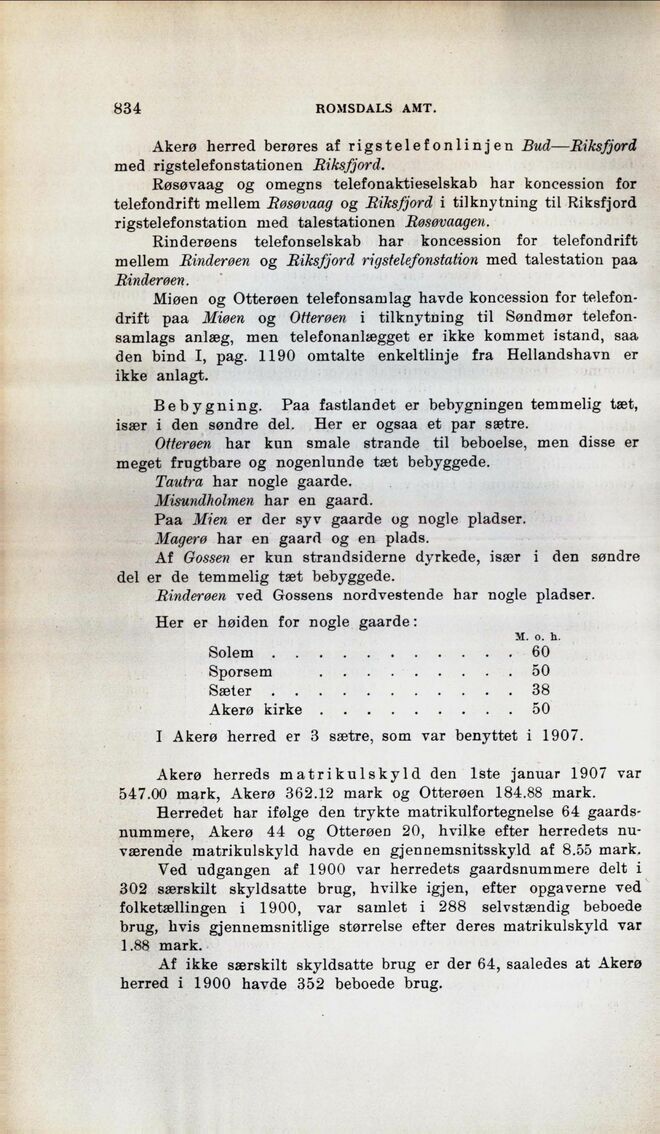 834 ROMSDALS AMT.
Akerø herred berøres af rigstelefonlinjen Bud—Riksfjord
med rigstelefonstationen Riksfjord.
Røsøvaag og omegns telefonaktieselskab har koncession for
telefondrift mellem Røsøvaag og Riksfjord i tilknytning til Riksfjord
rigstelefonstation med talestationen Røsøvaagen.
Rinderøens telefonselskab har koncession for telefondrift
mellem Rinderøen og Riksfjord rigstelefonstation med talestation paa
Rinderøen.
Miøen og Otterøen telefonsamlag havde koncession for telefon-
drift paa Miøen og Otterøen i tilknytning til Søndmør telefon-
samlags anlæg, men telefonanlægget er ikke kommet istand, saa
den bind I, pag. 1190 omtalte enkeltlinje fra Hellandshavn er
ikke anlagt.
Bebygning. Paa fastlandet er bebygningen temmelig tæt,
især i den søndre del. Her er ogsaa et par sætre.
Otterøen har kun smale strande til beboelse, men disse er
meget frugtbare og nogenlunde tæt bebyggede.
Tautra har nogle gaarde.
Misundholmen har en gaard.
Paa Mien er der syv gaarde og nogle pladser.
Magerø har en gaard og en plads.
Af Gossen er kun strandsiderne dyrkede, især i den søndre
del er de temmelig tæt bebyggede.
Rinderøen ved Gossens nordvestende har nogle pladser.
Her er høiden for nogle gaarde:
M. o. h.
Solem . . . . . . . . . . . 60
Sporsem . . . . . . . . . 50
Sæter . . . . . . . . . . . 38
Akerø kirke . . . . . . . . . 50
I Akerø herred er 3 sætre, som var benyttet i 1907.
Akerø herreds matrikulskyld den 1ste januar 1907 var
547.00 mark, Akerø 362.12 mark og Otterøen 184.88 mark.
Herredet har ifølge den trykte matrikulfortegnelse 64 gaards-
nummere, Akerø 44 og Otterøen 20, hvilke efter herredets nu-
værende matrikulskyld havde en gjennemsnitsskyld af 8.55 mark.
Ved udgangen af 1900 var herredets gaardsnummere delt i
302 særskilt skyldsatte brug, hvilke igjen, efter opgaverne ved
folketællingen i 1900, var samlet i 288 selvstændig beboede
brug, hvis gjennemsnitlige størrelse efter deres matrikulskyld var
1.88 mark.
Af ikke særskilt skyldsatte brug er der 64, saaledes at Akerø
herred i 1900 havde 352 beboede brug.